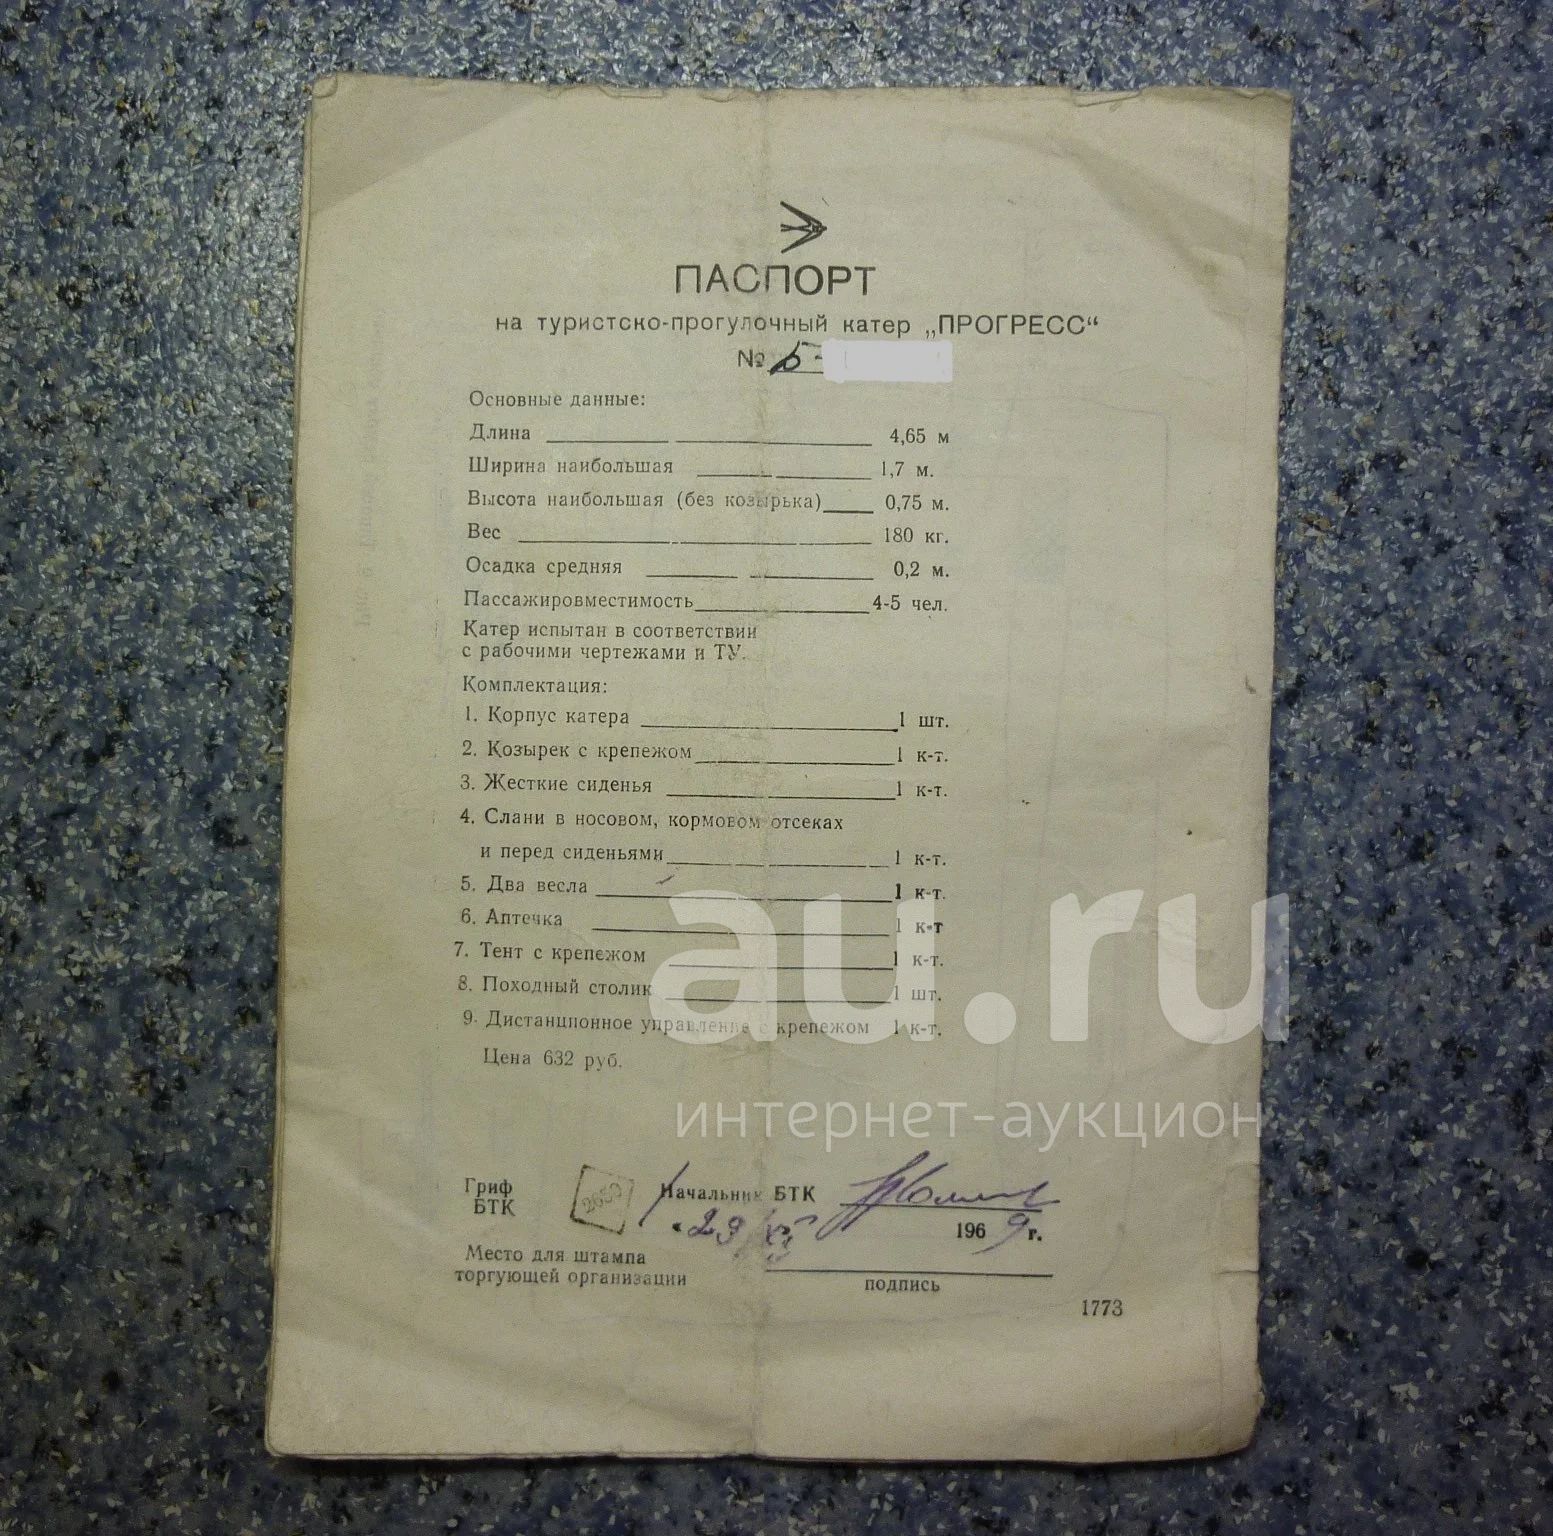 ПАСПОРТ
на туристско-прогулочный катер „ПРОГРЕСС“
№ Б-
Основные данные:
Длина 4,65 м
Ширина наибольшая 1,7 м.
Высота наибольшая (без козырька) 0,75 м.
Вес 180 кг.
Осадка средняя 0,2 м.
Пассажировместимость 4-5 чел.
Катер испытан в соответствии
с рабочими чертежами и ТУ.
Комплектация:
1. Корпус катера 1 шт.
2. Козырек с крепежом 1 к-т.
3. Жесткие сиденья 1 к-т.
4. Слани в носовом, кормовом отсеках
и перед сиденьями 1 к-т.
5. Два весла 1 к-т.
6. Аптечка 1 к-т
7. Тент с крепежом 1 к-т.
8. Походный столик 1 шт.
9. Дистанционное управление с крепежом 1 к-т.
Цена 632 руб.
au.ru
интернет-аукцион
Гриф Начальник БТК
БТК
«29 1969 г.
Место для штампа
торгующей организации
подпись
1773